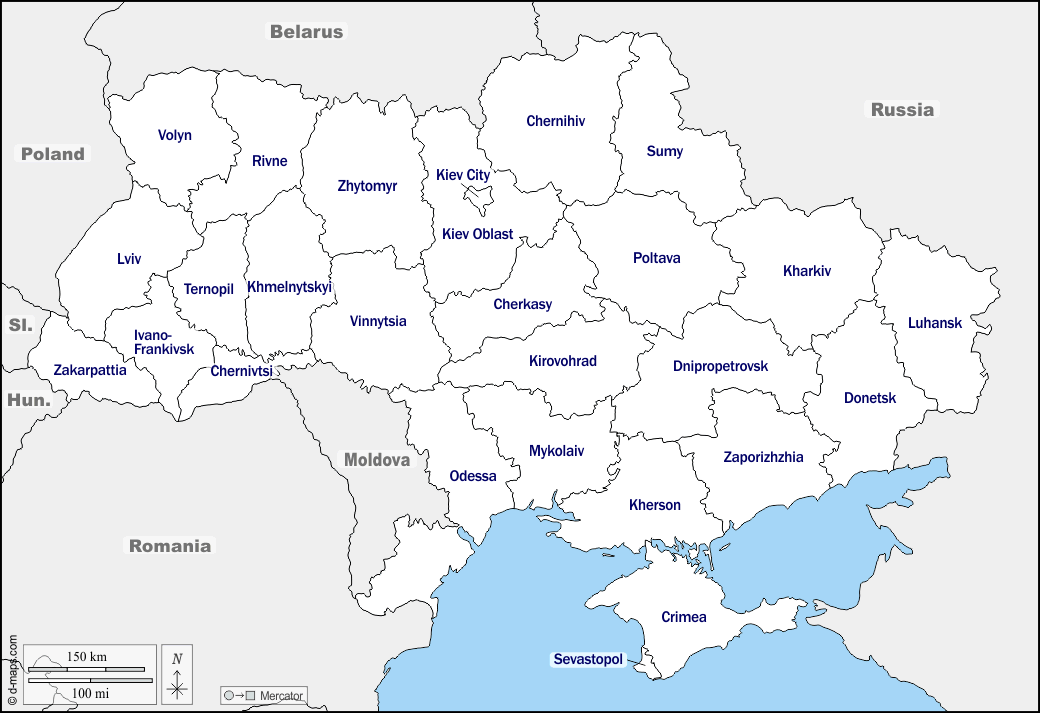 Belarus
Russia
Poland
Volyn
Rivne
Chernihiv
Sumy
Zhytomyr
Kiev City
Kiev Oblast
Lviv
Ternopil
Khmelnytskyi
Poltava
Kharkiv
Luhansk
Cherkasy
Vinnytsia
Sl.
Ivano-
Frankivsk
Zakarpattia
Chernivtsi
Kirovohrad
Dnipropetrovsk
Donetsk
Hun.
Moldova
Odessa
Mykolaiv
Zaporizhzhia
Kherson
Romania
Crimea
Sevastopol
© d-maps.com
150 km
100 mi
N
Mercator